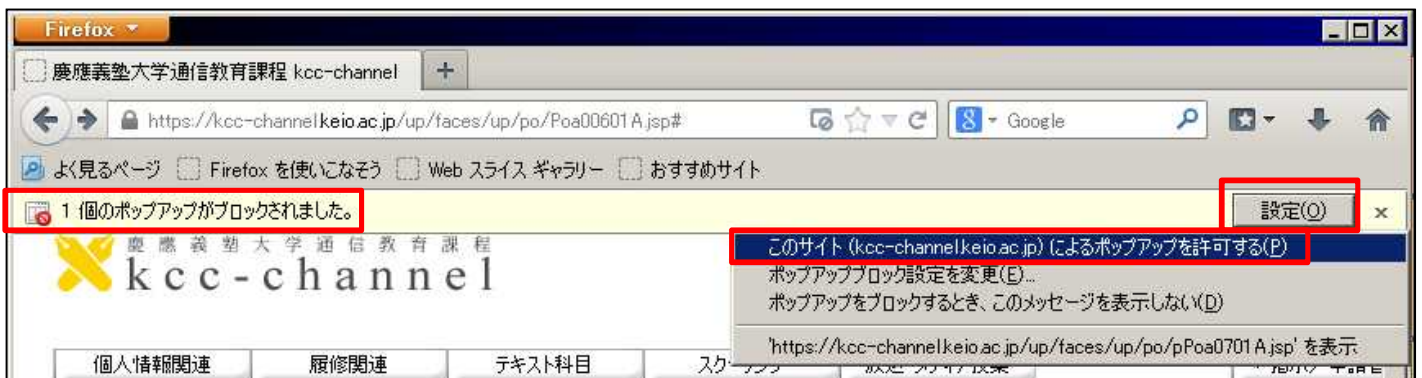 Firefox
慶應義塾大学通信教育課程 kcc-channel
https://kcc-channel.keio.ac.jp/up/faces/up/po/Poa00601A.jsp#
Google
よく見るページ Firefox を使いこなそう Web スライス ギャラリー おすすめサイト
1 個のポップアップがブロックされました。
設定(O)
慶應義塾大学通信教育課程
kcc-channel
このサイト (kcc-channel.keio.ac.jp) によるポップアップを許可する(P)
ポップアップブロック設定を変更(E)...
ポップアップをブロックするとき、このメッセージを表示しない(D)
'https://kcc-channel.keio.ac.jp/up/faces/up/po/pPoa0701A.jsp' を表示
個人情報関連 履修関連 テキスト科目